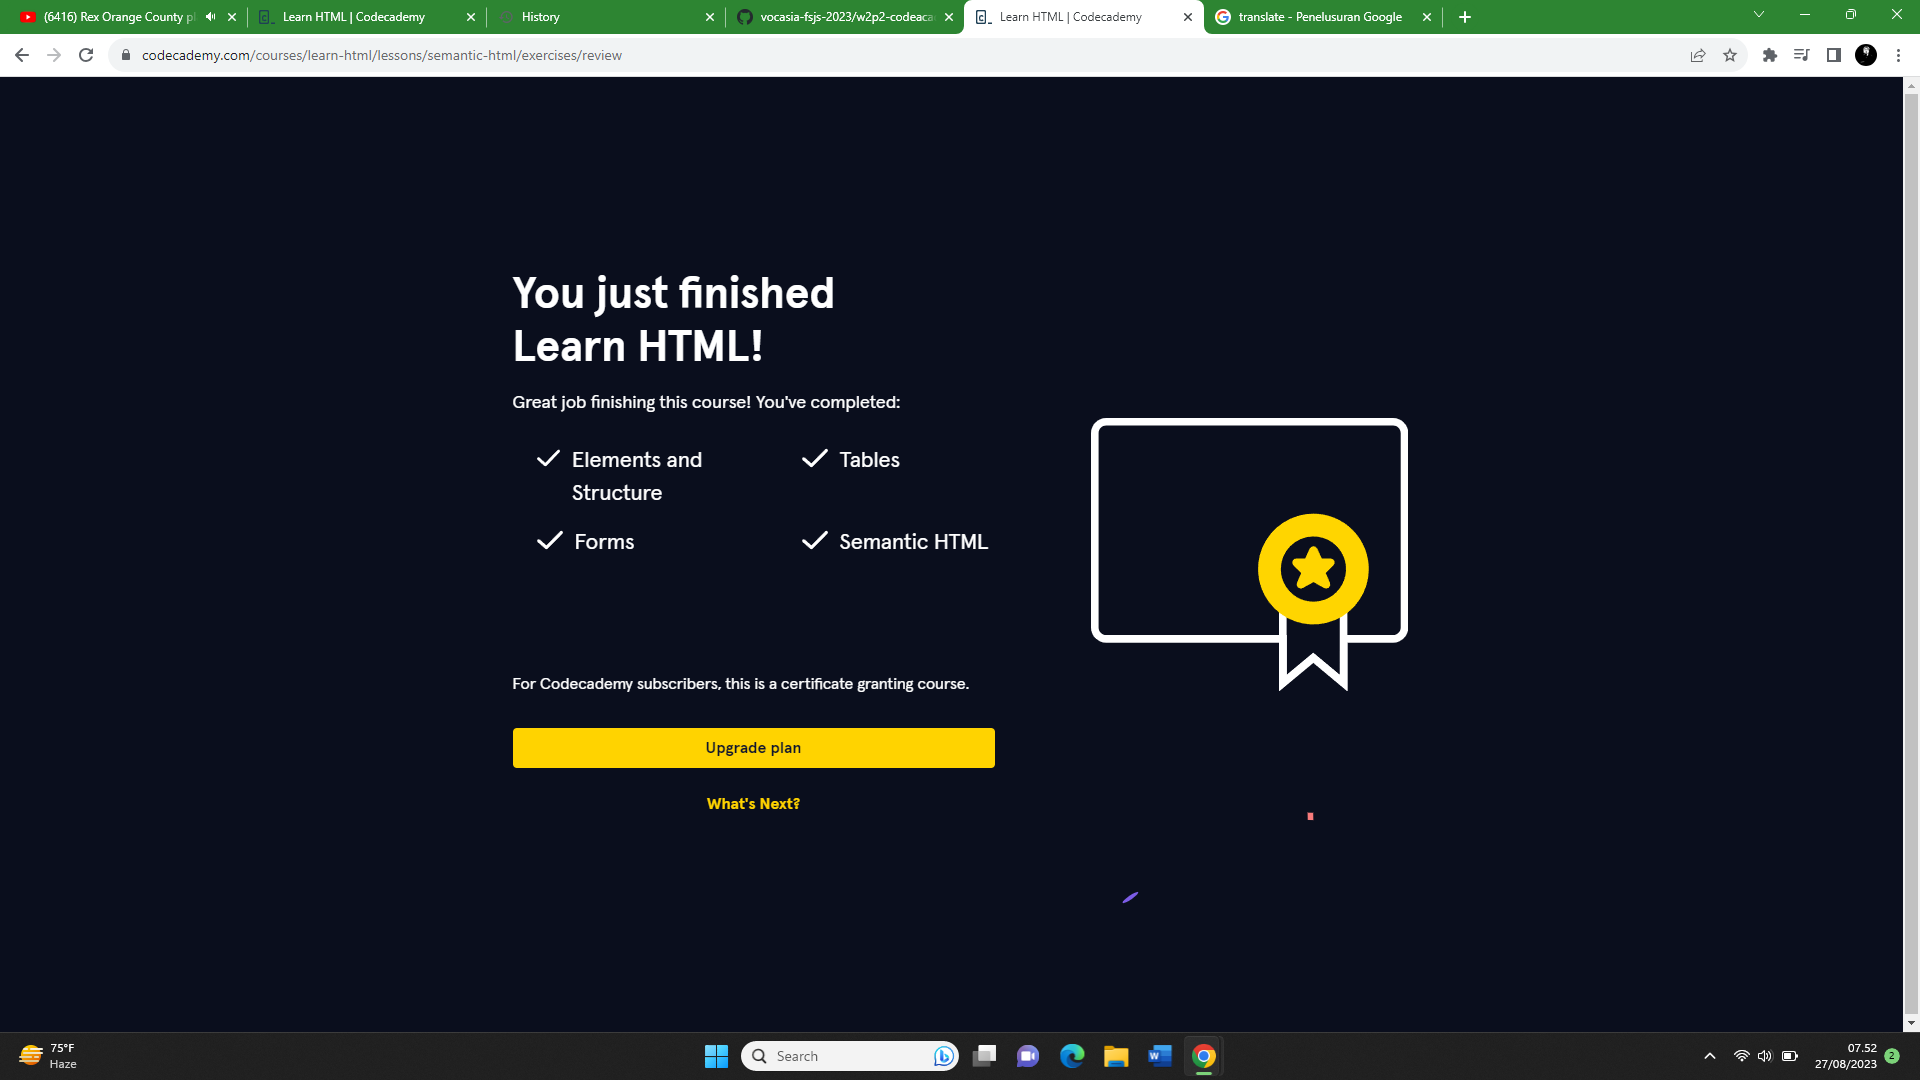 (6416) Rex Orange County
Learn HTML | Codecademy
History
vocasia-fsjs-2023/w2p2-codeaca
Learn HTML | Codecademy
translate - Penelusuran Google
codecademy.com/courses/learn-html/lessons/semantic-html/exercises/review
You just finished
Learn HTML!
Great job finishing this course! You've completed:
Elements and
Structure
Tables
Forms
Semantic HTML
For Codecademy subscribers, this is a certificate granting course.
Upgrade plan
What's Next?
75°F
Haze
Search
07.52
27/08/2023
2